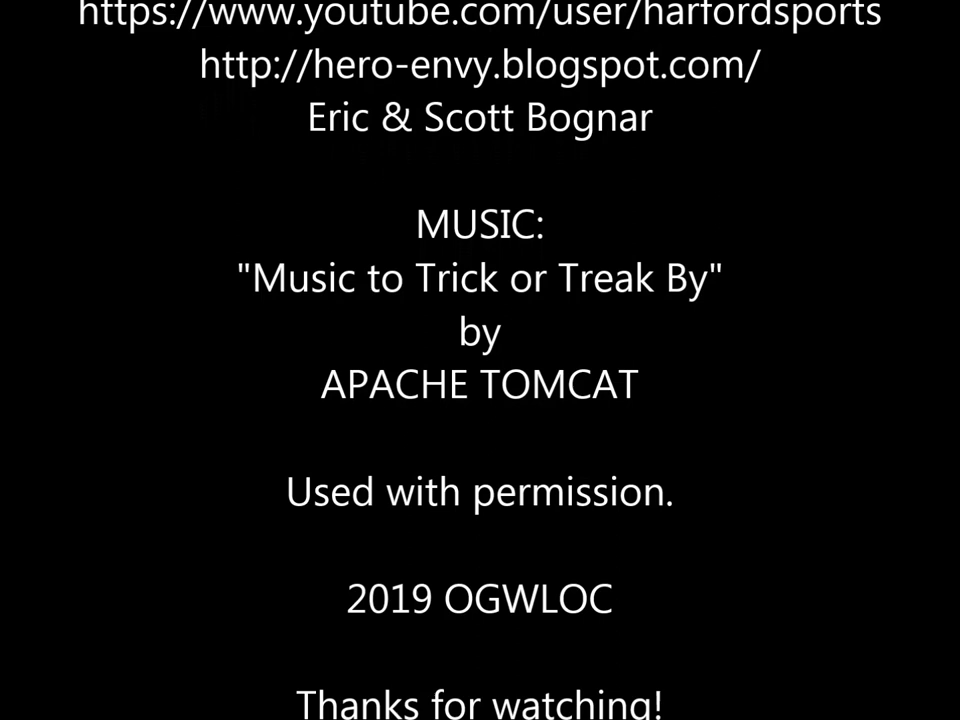 https://www.youtube.com/user/harfordsports
http://hero-envy.blogspot.com/
Eric & Scott Bognar
MUSIC:
"Music to Trick or Treak By"
by
APACHE TOMCAT
Used with permission.
2019 OGWLOC
Thanks for watching!